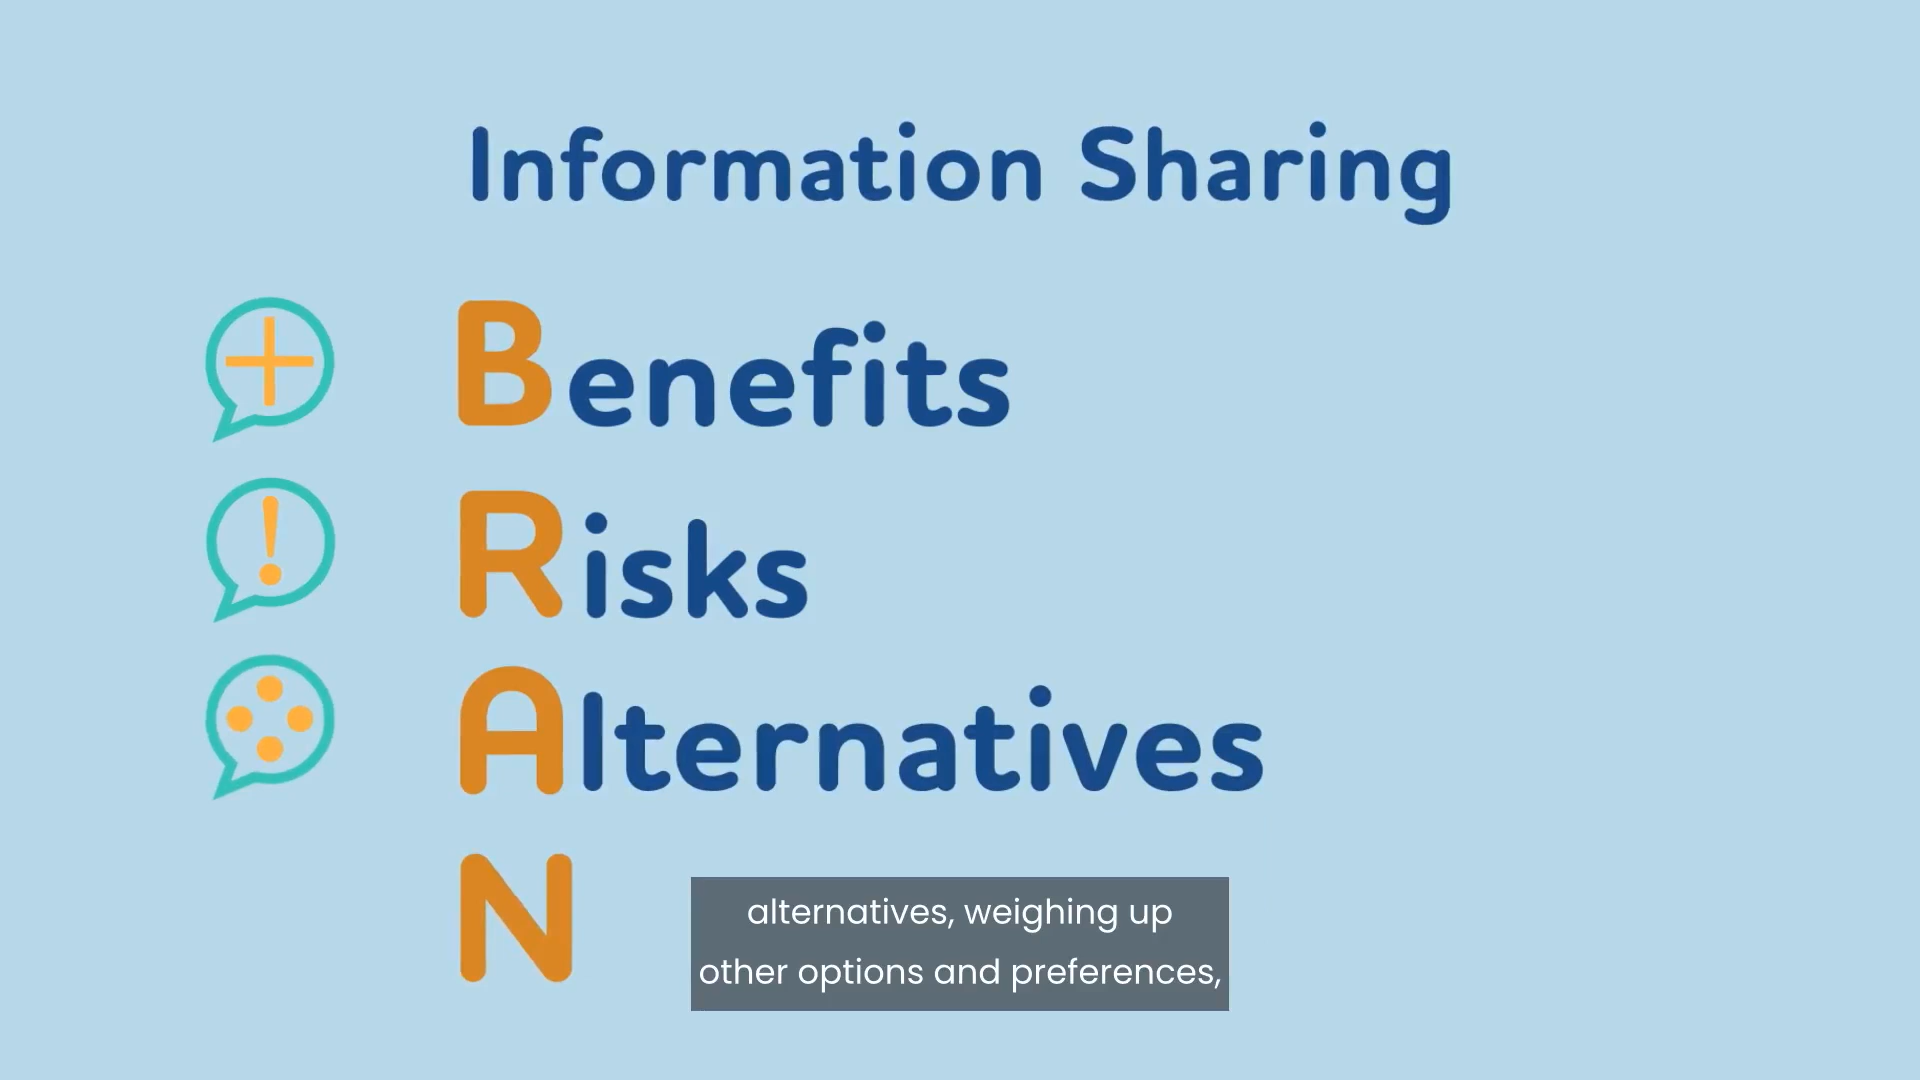 Information Sharing
Benefits
Risks
Alternatives
N
alternatives, weighing up
other options and preferences,